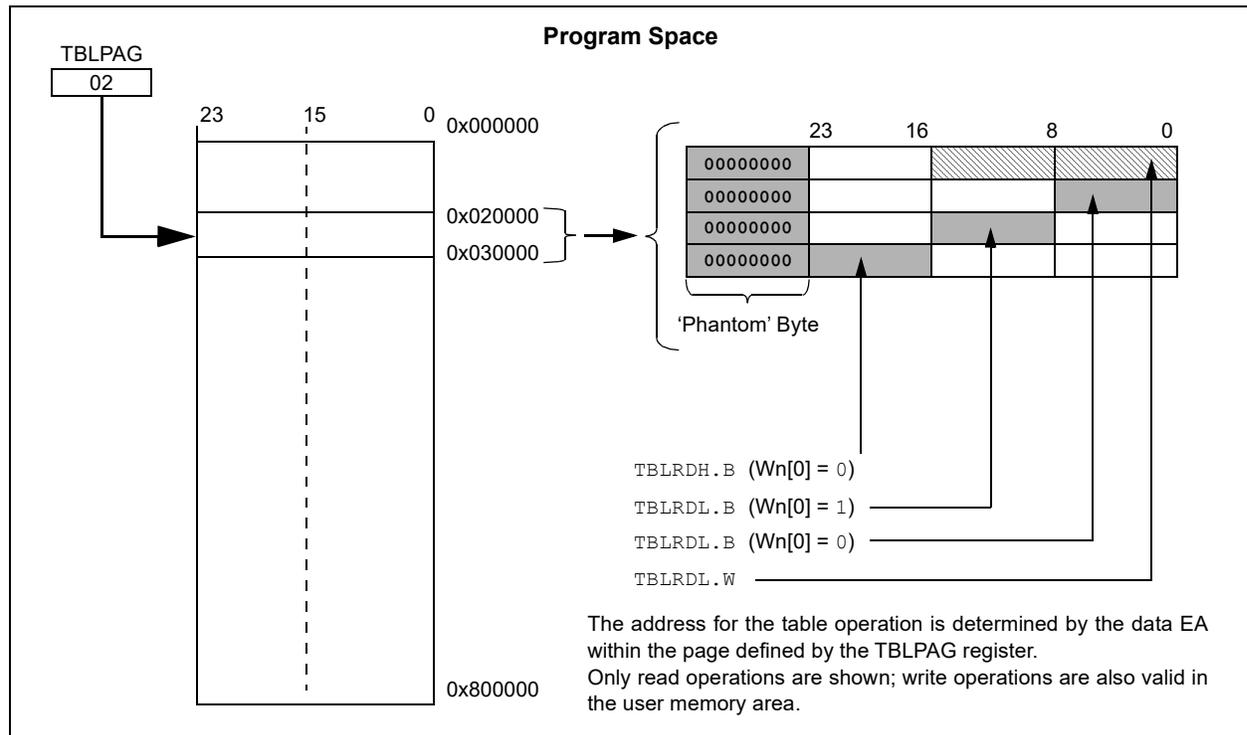 Program Space
TBLPAG
02
23 15 0
0x000000
0x020000
0x030000
0x800000
23 16 8 0
00000000
00000000
00000000
00000000
‘Phantom’ Byte
TBLRDH.B (Wn[0] = 0)
TBLRDL.B (Wn[0] = 1)
TBLRDL.B (Wn[0] = 0)
TBLRDL.W
The address for the table operation is determined by the data EA
within the page defined by the TBLPAG register.
Only read operations are shown; write operations are also valid in
the user memory area.